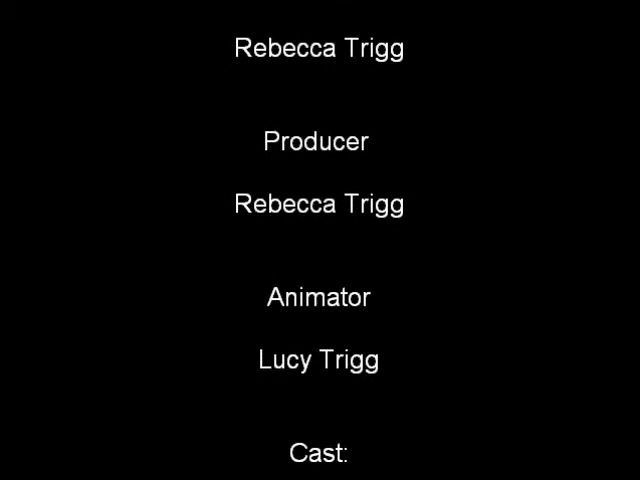 Rebecca Trigg
Producer
Rebecca Trigg
Animator
Lucy Trigg
Cast: